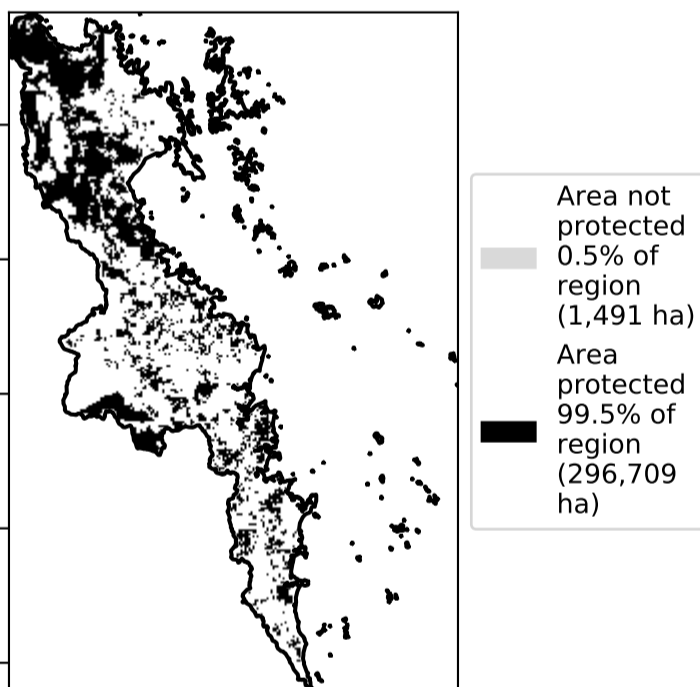 Area not
protected
0.5% of
region
(1,491 ha)
Area
protected
99.5% of
region
(296,709
ha)